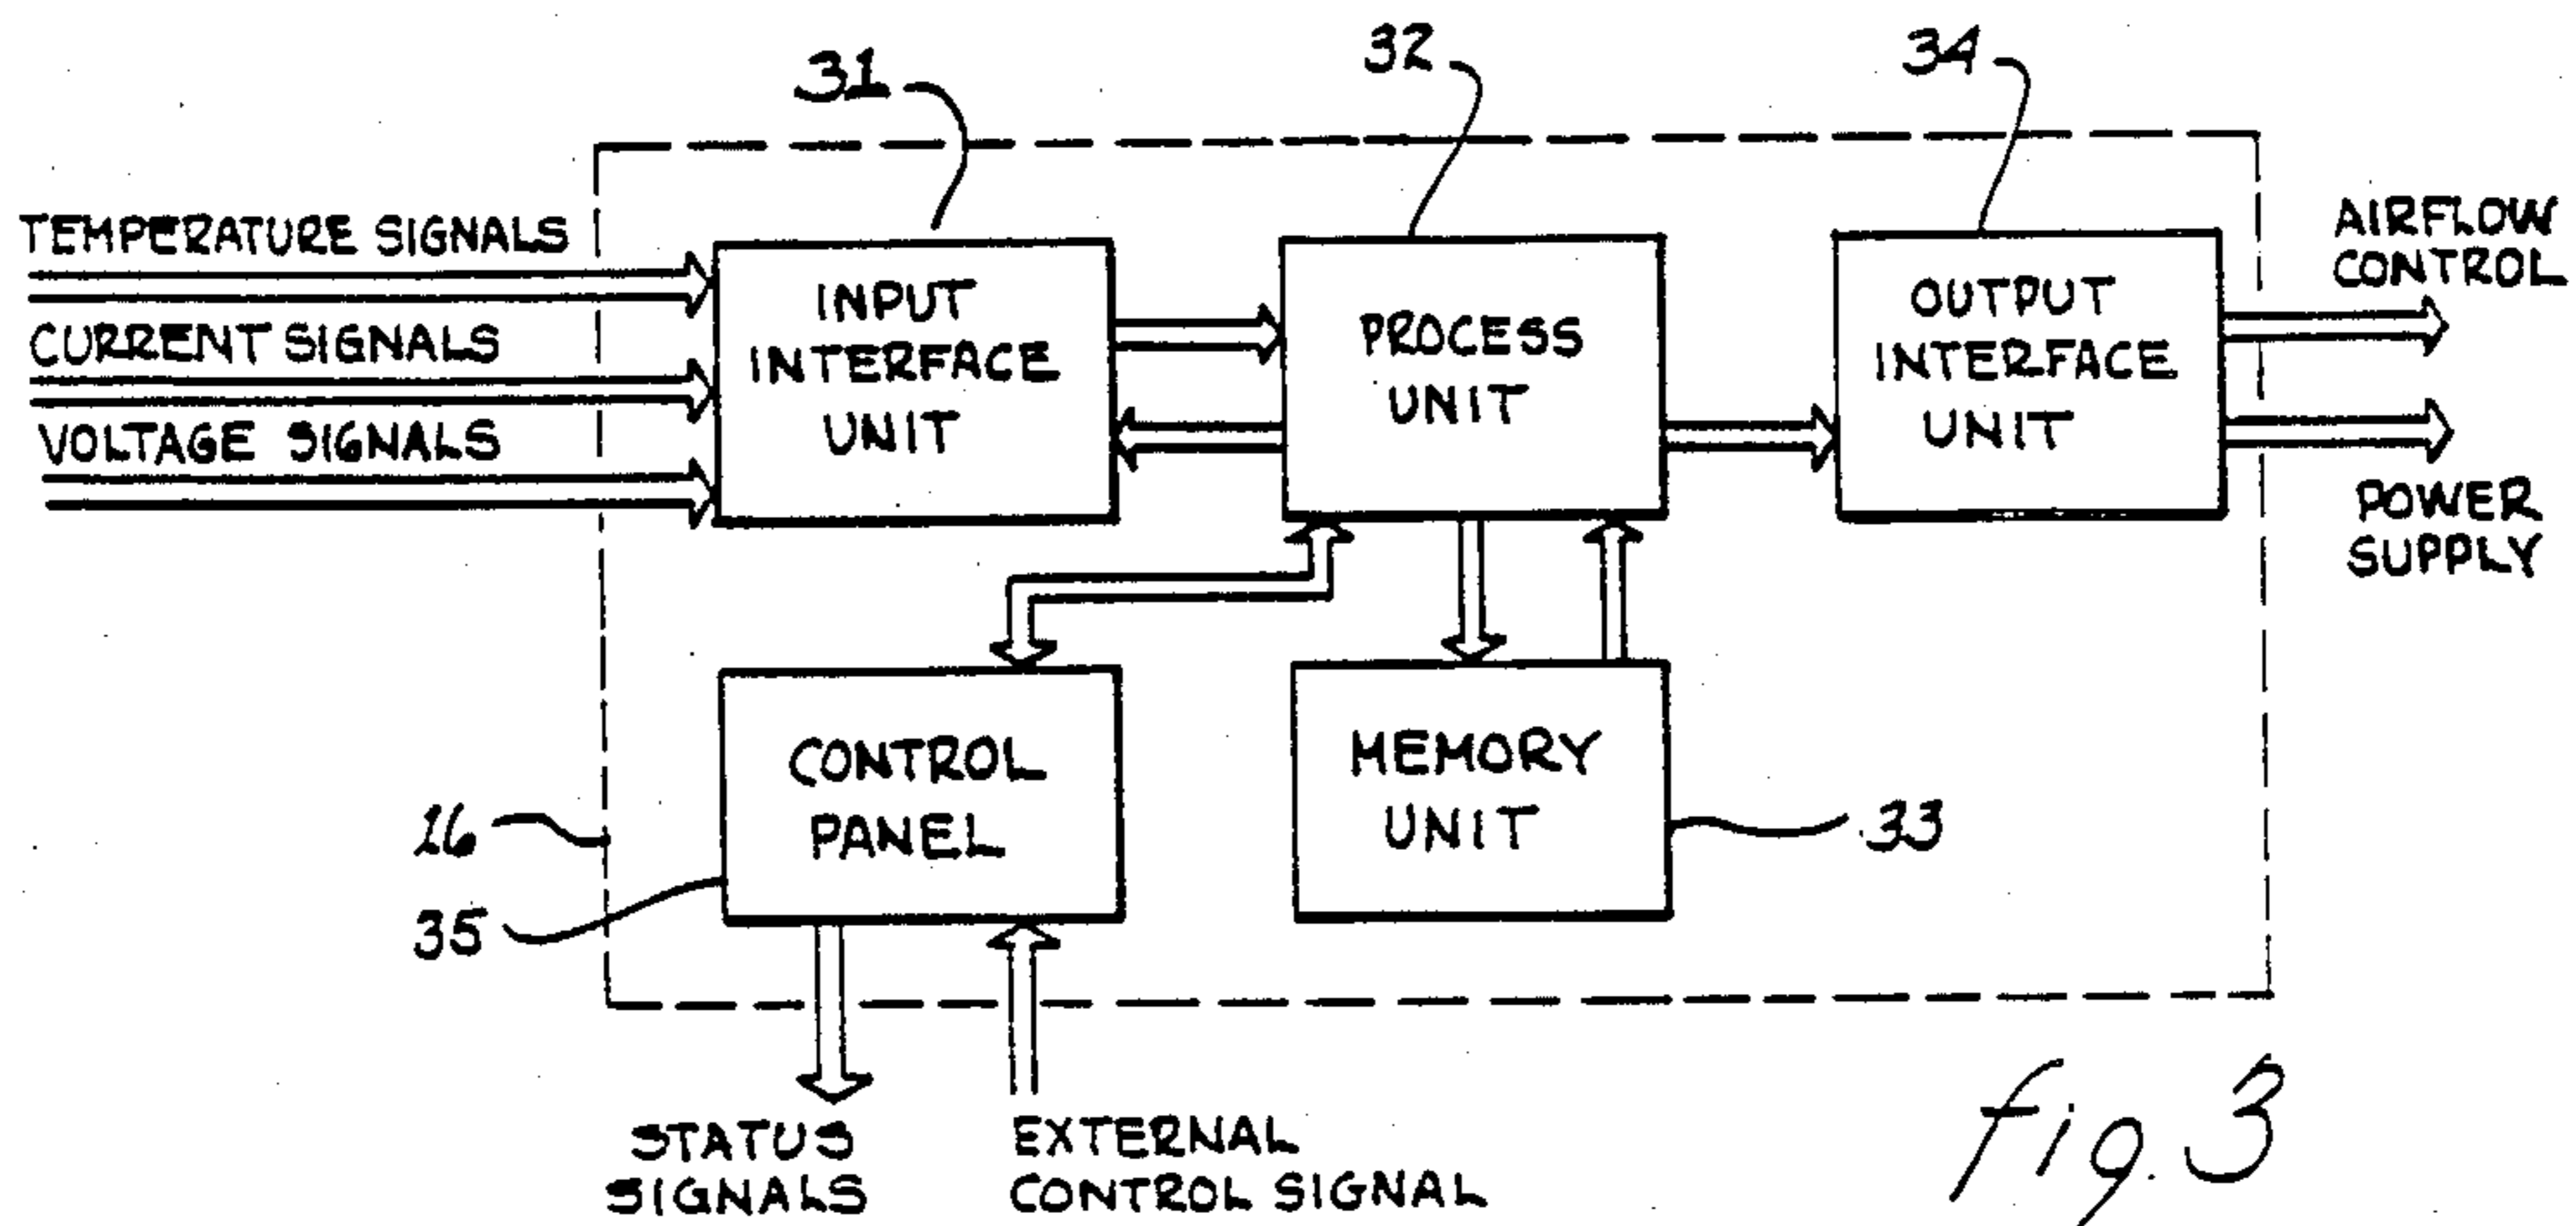 31
32
34
TEMPERATURE SIGNALS
CURRENT SIGNALS
VOLTAGE SIGNALS
INPUT
INTERFACE
UNIT
PROCESS
UNIT
OUTPUT
INTERFACE
UNIT
AIRFLOW
CONTROL
POWER
SUPPLY
CONTROL
PANEL
MEMORY
UNIT
16
35
33
STATUS
SIGNALS
EXTERNAL
CONTROL SIGNAL
fig. 3